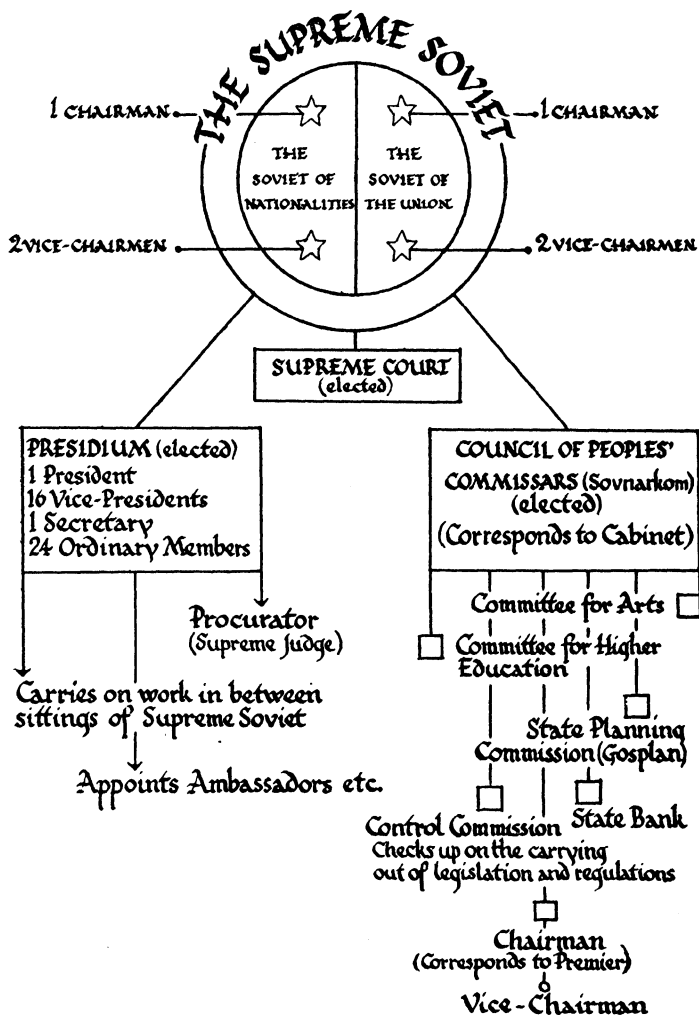 THE SUPREME SOVIET
1 CHAIRMAN
1 CHAIRMAN
THE
SOVIET OF
NATIONALITIES
THE
SOVIET OF
THE UNION
2 VICE-CHAIRMEN
2 VICE-CHAIRMEN
SUPREME COURT
(elected)
PRESIDIUM (elected)
1 President
16 Vice-Presidents
1 Secretary
24 Ordinary Members
COUNCIL OF PEOPLES'
COMMISSARS (Sovnarkom)
(elected)
(Corresponds to Cabinet)
Procurator
(Supreme Judge)
Carries on work in between
sittings of Supreme Soviet
Appoints Ambassadors etc.
Committee for Arts
Committee for Higher
Education
State Planning
Commission (Gosplan)
State Bank
Control Commission
Checks up on the carrying
out of legislation and regulations
Chairman
(Corresponds to Premier)
Vice-Chairman